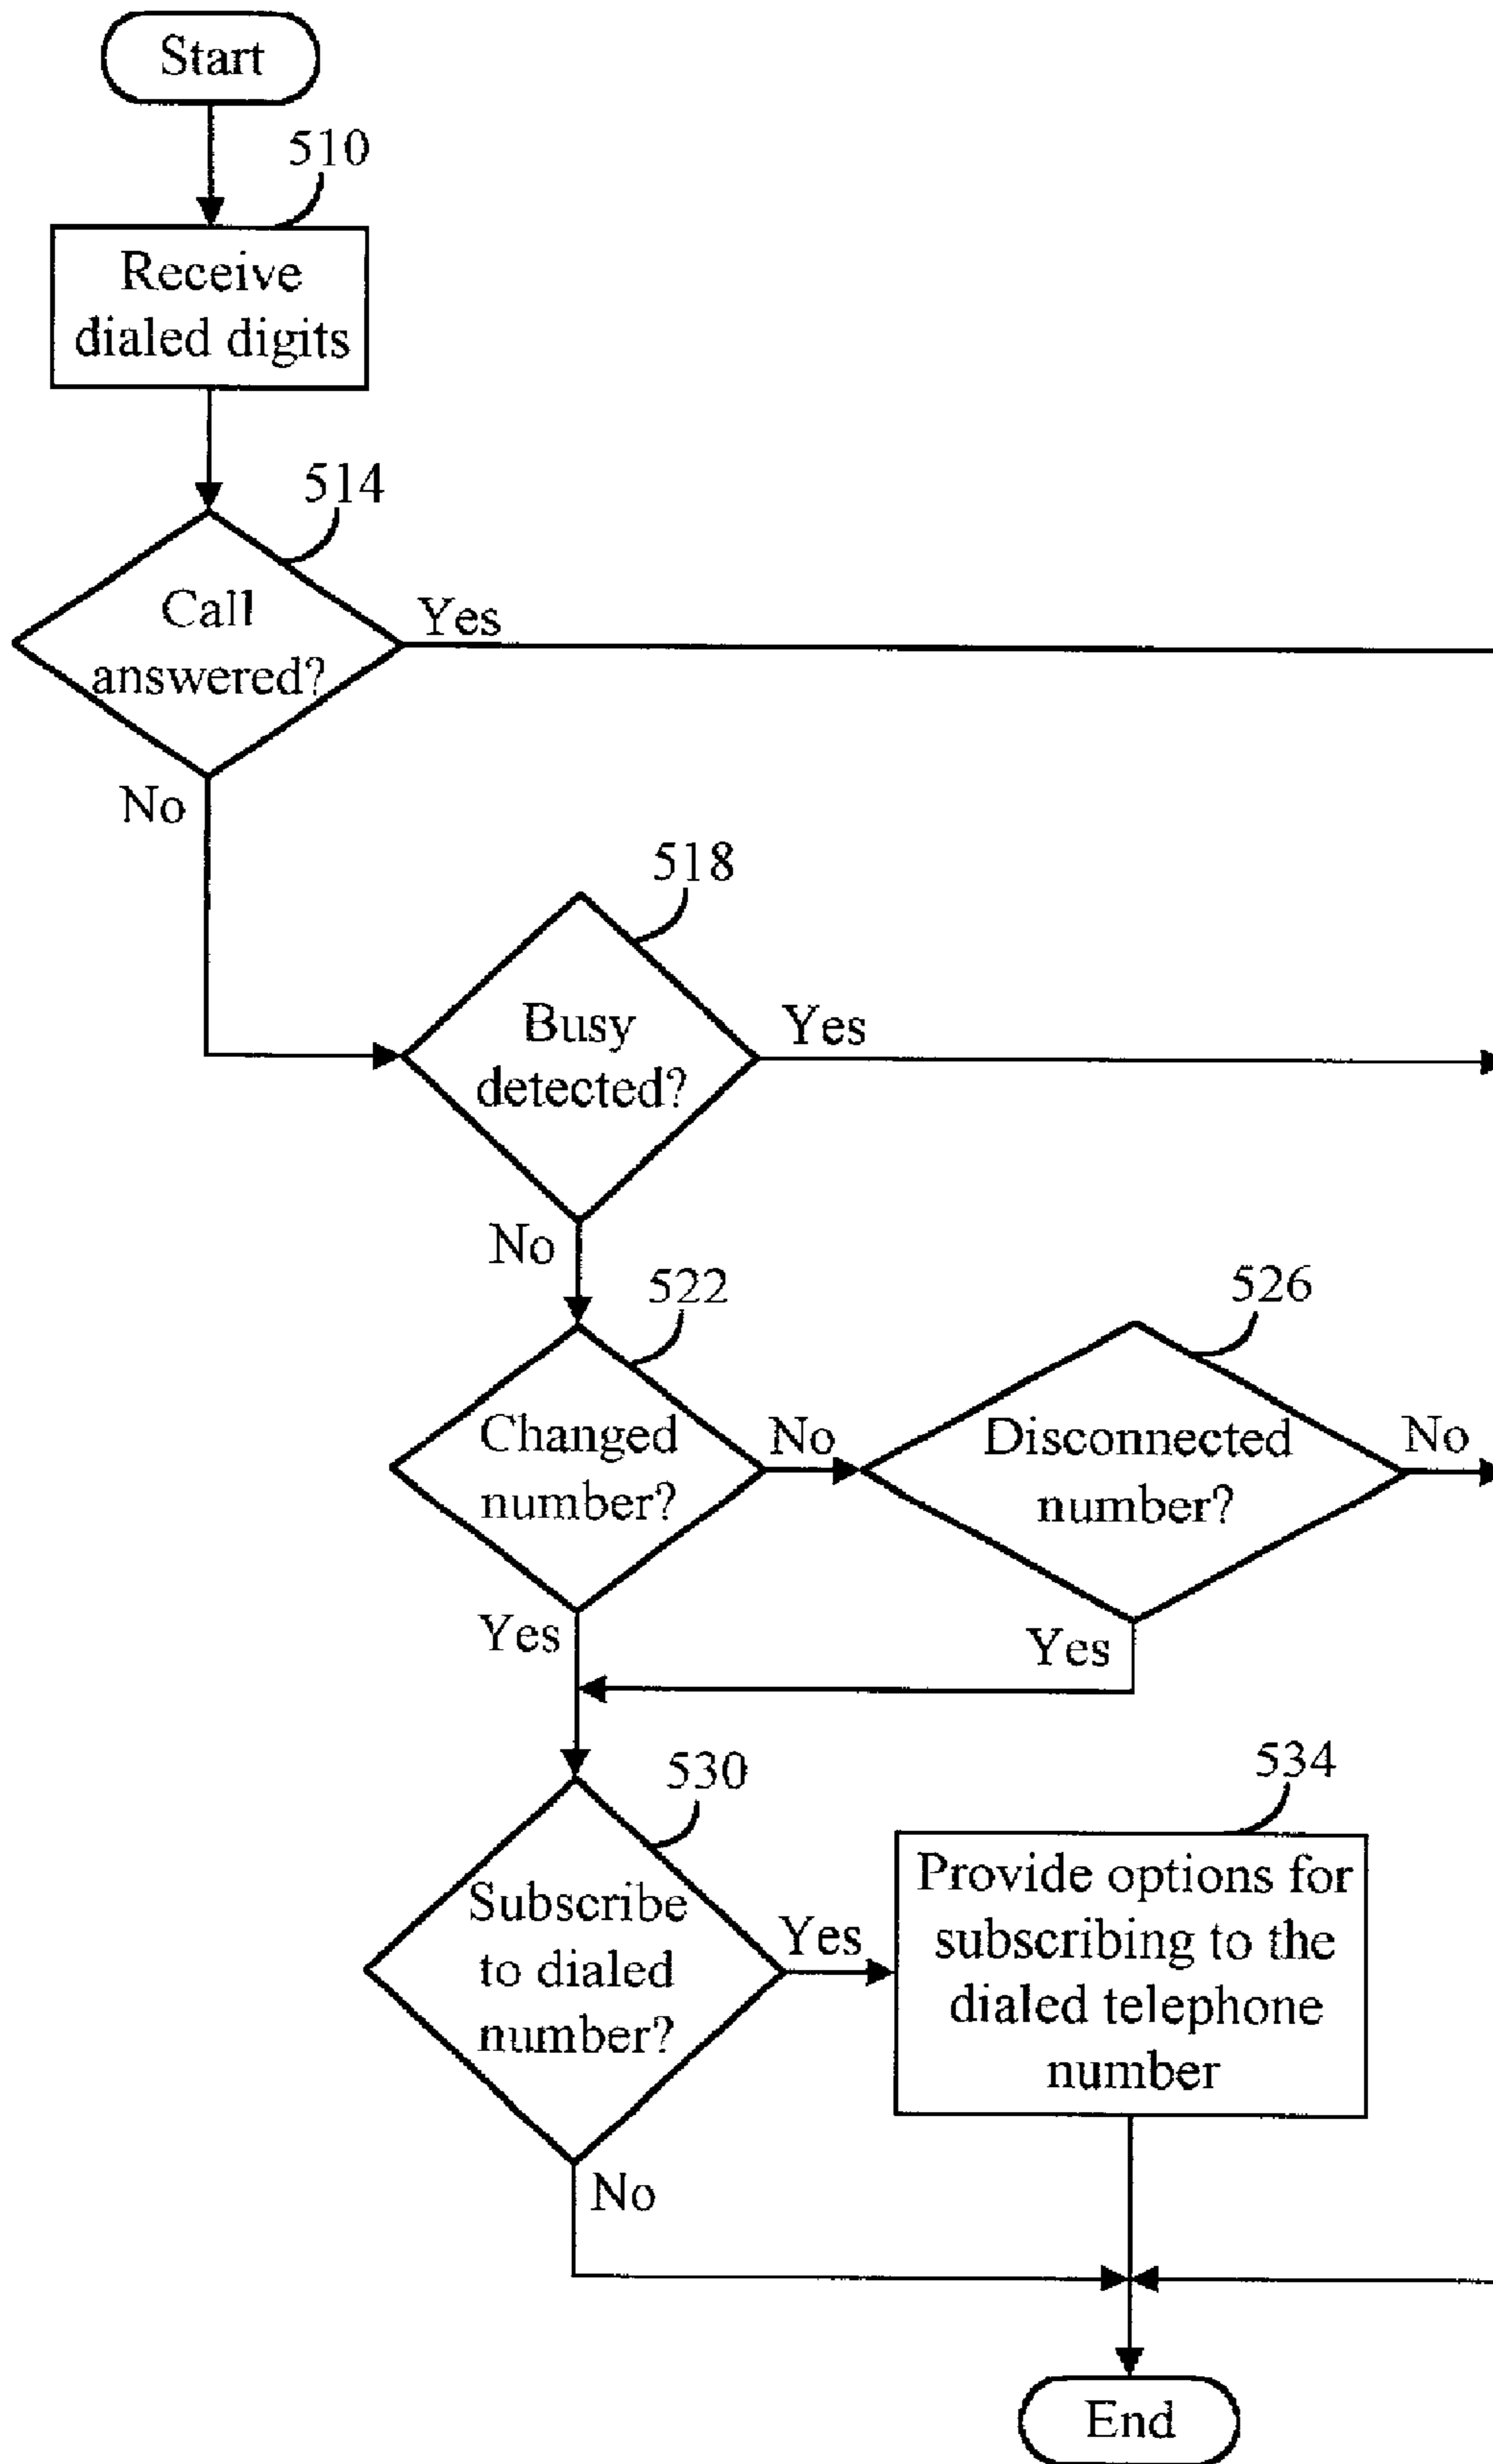 Start
510
Receive
dialed digits
514
Call
answered?
Yes
No
518
Busy
detected?
Yes
No
522
Changed
number?
No
526
Disconnected
number?
No
Yes
Yes
530
Subscribe
to dialed
number?
Yes
534
Provide options for
subscribing to the
dialed telephone
number
No
End